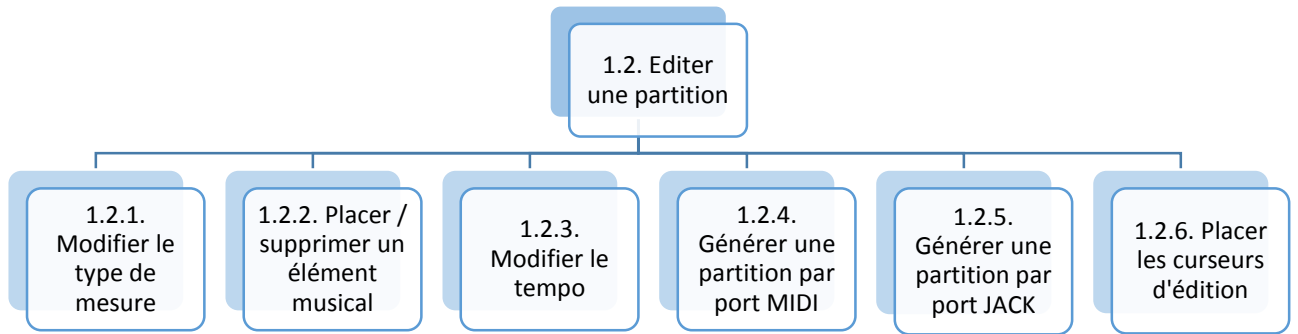 1.2. Editer
une partition
1.2.1.
Modifier le
type de
mesure
1.2.2. Placer /
supprimer un
élément
musical
1.2.3.
Modifier le
tempo
1.2.4.
Générer une
partition par
port MIDI
1.2.5.
Générer une
partition par
port JACK
1.2.6. Placer
les curseurs
d'édition